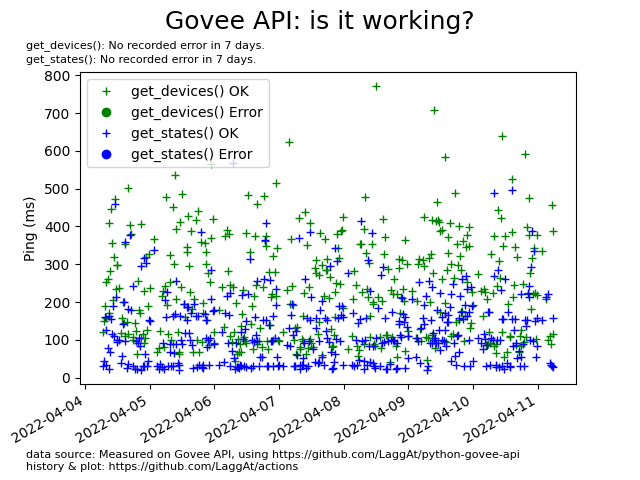 Govee API: is it working?
get_devices(): No recorded error in 7 days.
get_states(): No recorded error in 7 days.
800
700
600
500
400
300
200
100
0
Ping (ms)
get_devices() OK
get_devices() Error
get_states() OK
get_states() Error
2022-04-04
2022-04-05
2022-04-06
2022-04-07
2022-04-08
2022-04-09
2022-04-10
2022-04-11
data source: Measured on Govee API, using https://github.com/LaggAt/python-govee-api
history & plot: https://github.com/LaggAt/actions